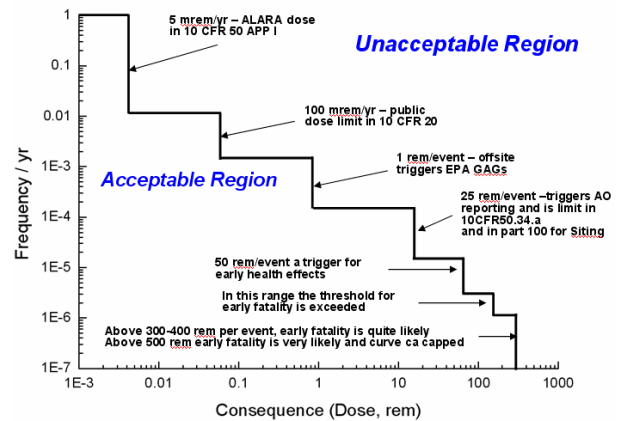 5 mrem/yr – ALARA dose
in 10 CFR 50 APP I
Unacceptable Region
100 mrem/yr – public
dose limit in 10 CFR 20
1 rem/event – offsite
triggers EPA GAGs
Acceptable Region
25 rem/event –triggers AO
reporting and is limit in
10CFR50.34.a
and in part 100 for Siting
50 rem/event a trigger for
early health effects
In this range the threshold for
early fatality is exceeded
Above 300-400 rem per event, early fatality is quite likely
Above 500 rem early fatality is very likely and curve ca capped
Frequency / yr
1
0.1
0.01
1E-3
1E-4
1E-5
1E-6
1E-7
1E-3 0.01 0.1 1 10 100 1000
Consequence (Dose, rem)